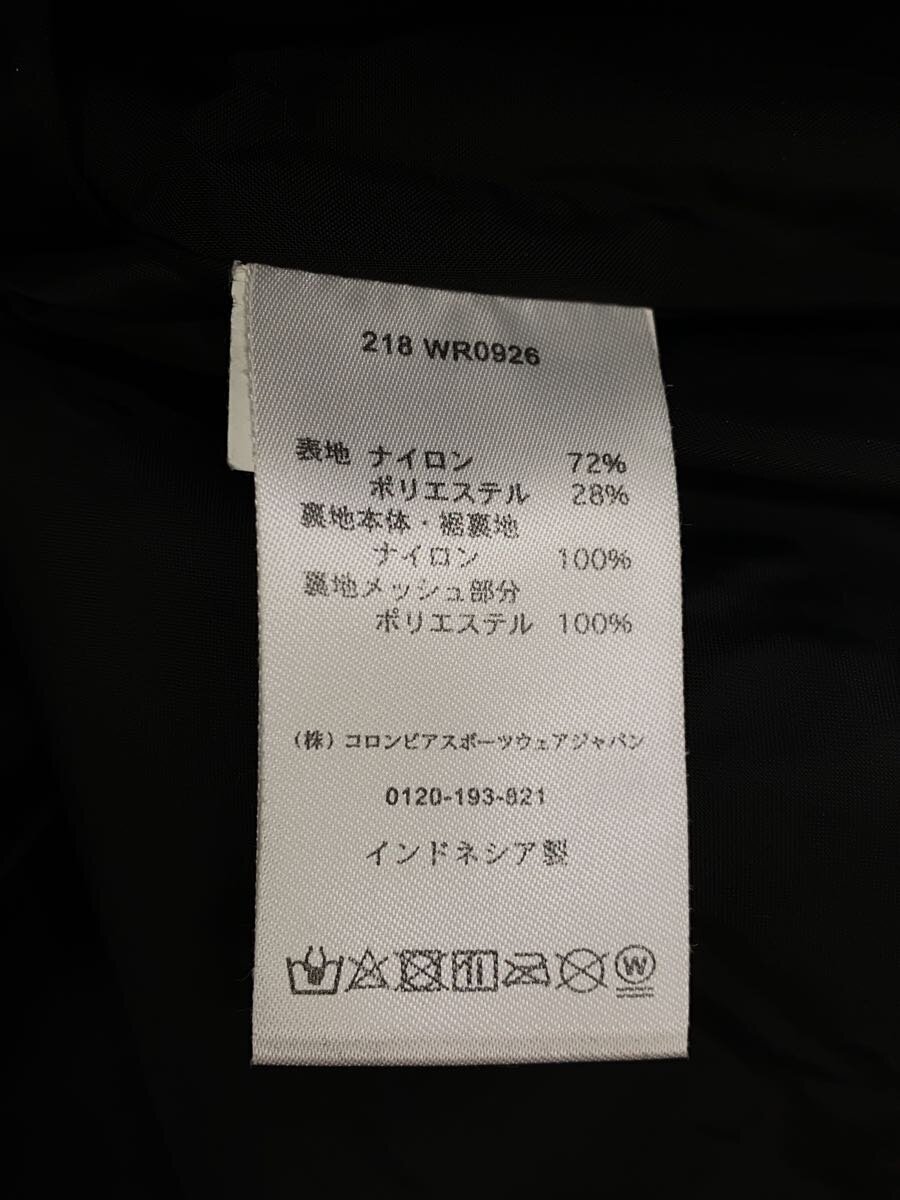 218 WR0926
表地 ナイロン 72%
ポリエステル 28%
裏地本体・裾裏地
ナイロン 100%
裏地メッシュ部分
ポリエステル 100%
(株) コロンビアスポーツウェアジャパン
0120-193-821
インドネシア製
W